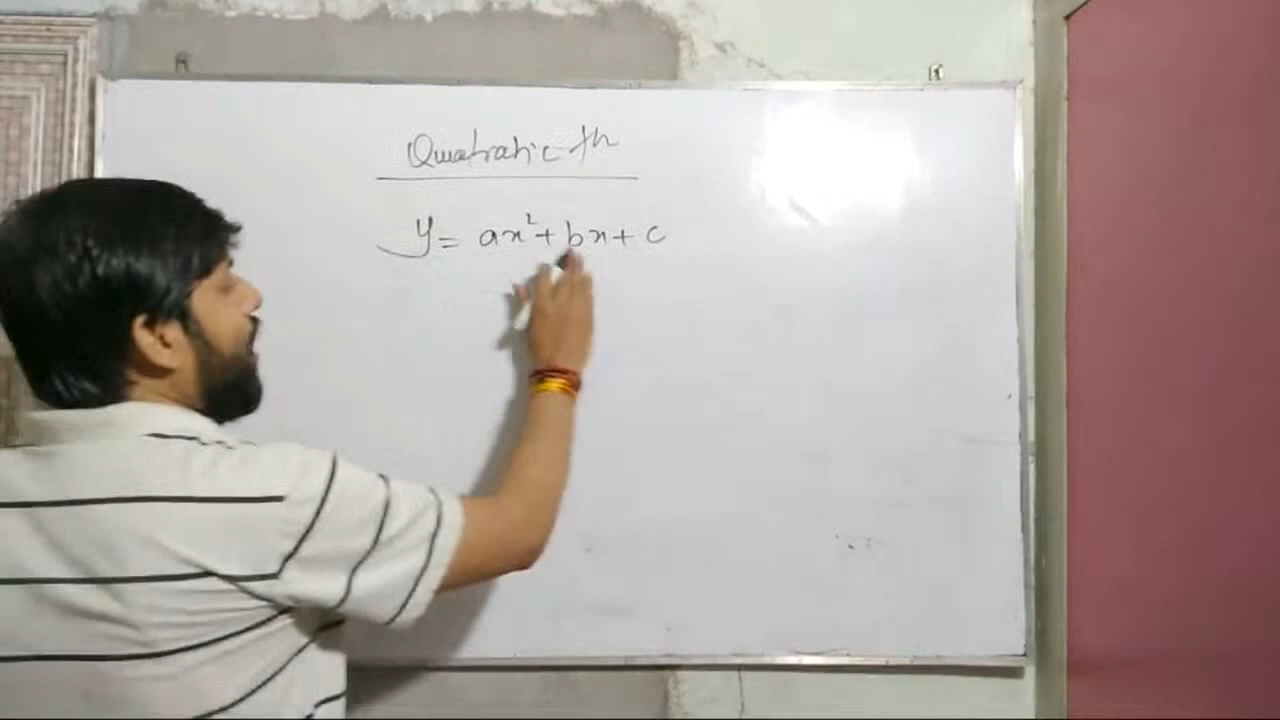 Quadratic fn
y = ax² + bx + c